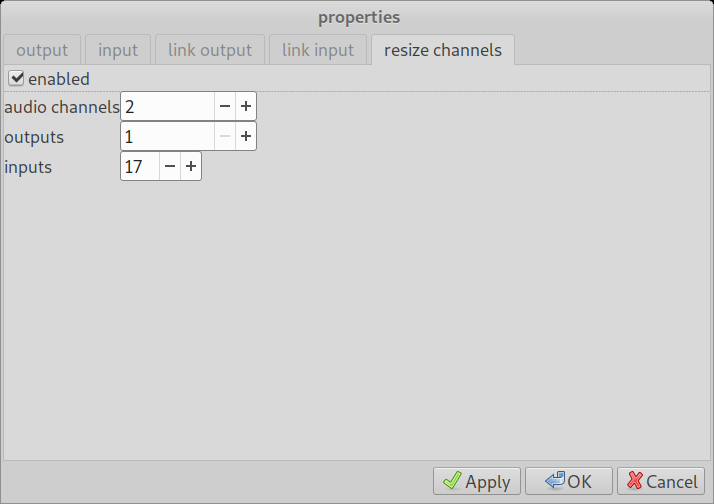 properties
output input link output link input resize channels
enabled
audio channels 2
outputs 1
inputs 17
Apply OK Cancel